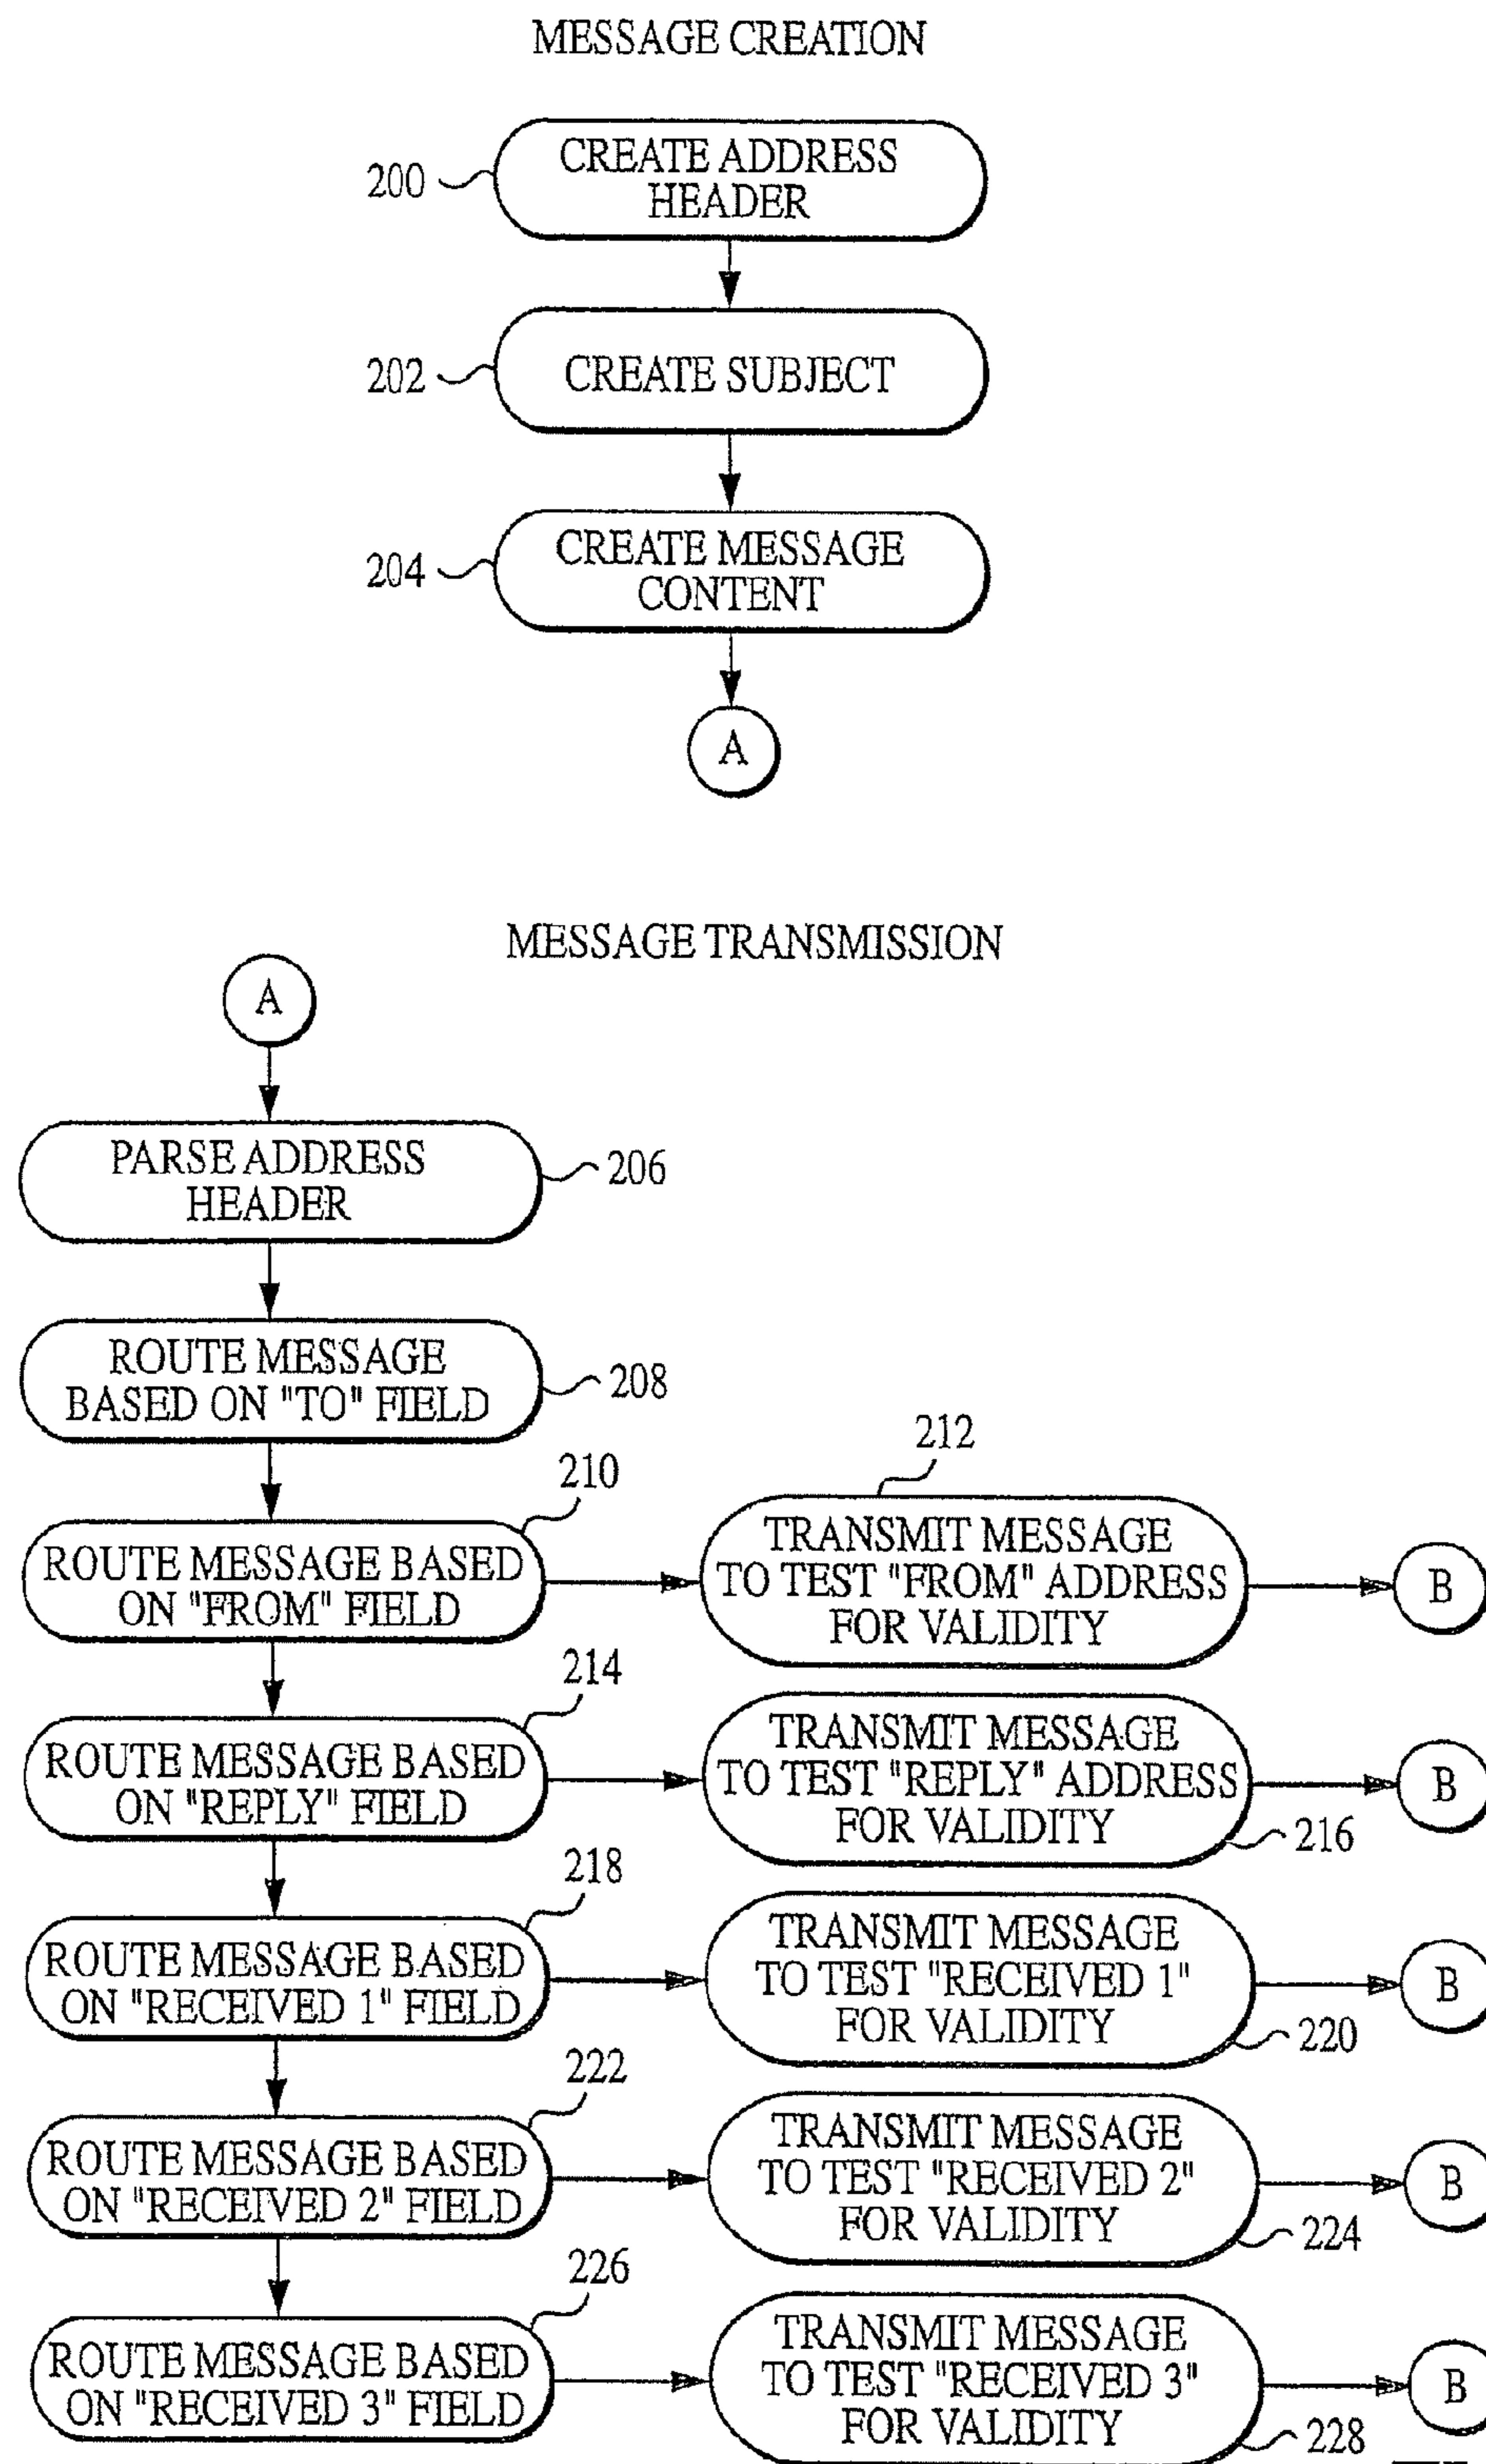 MESSAGE CREATION
200
CREATE ADDRESS
HEADER
202
CREATE SUBJECT
204
CREATE MESSAGE
CONTENT
A
MESSAGE TRANSMISSION
A
PARSE ADDRESS
HEADER
206
ROUTE MESSAGE
BASED ON "TO" FIELD
208
210
ROUTE MESSAGE BASED
ON "FROM" FIELD
212
TRANSMIT MESSAGE
TO TEST "FROM" ADDRESS
FOR VALIDITY
B
214
ROUTE MESSAGE BASED
ON "REPLY" FIELD
TRANSMIT MESSAGE
TO TEST "REPLY" ADDRESS
FOR VALIDITY
216
B
218
ROUTE MESSAGE BASED
ON "RECEIVED 1" FIELD
TRANSMIT MESSAGE
TO TEST "RECEIVED 1"
FOR VALIDITY
220
B
222
ROUTE MESSAGE BASED
ON "RECEIVED 2" FIELD
TRANSMIT MESSAGE
TO TEST "RECEIVED 2"
FOR VALIDITY
224
B
226
ROUTE MESSAGE BASED
ON "RECEIVED 3" FIELD
TRANSMIT MESSAGE
TO TEST "RECEIVED 3"
FOR VALIDITY
228
B